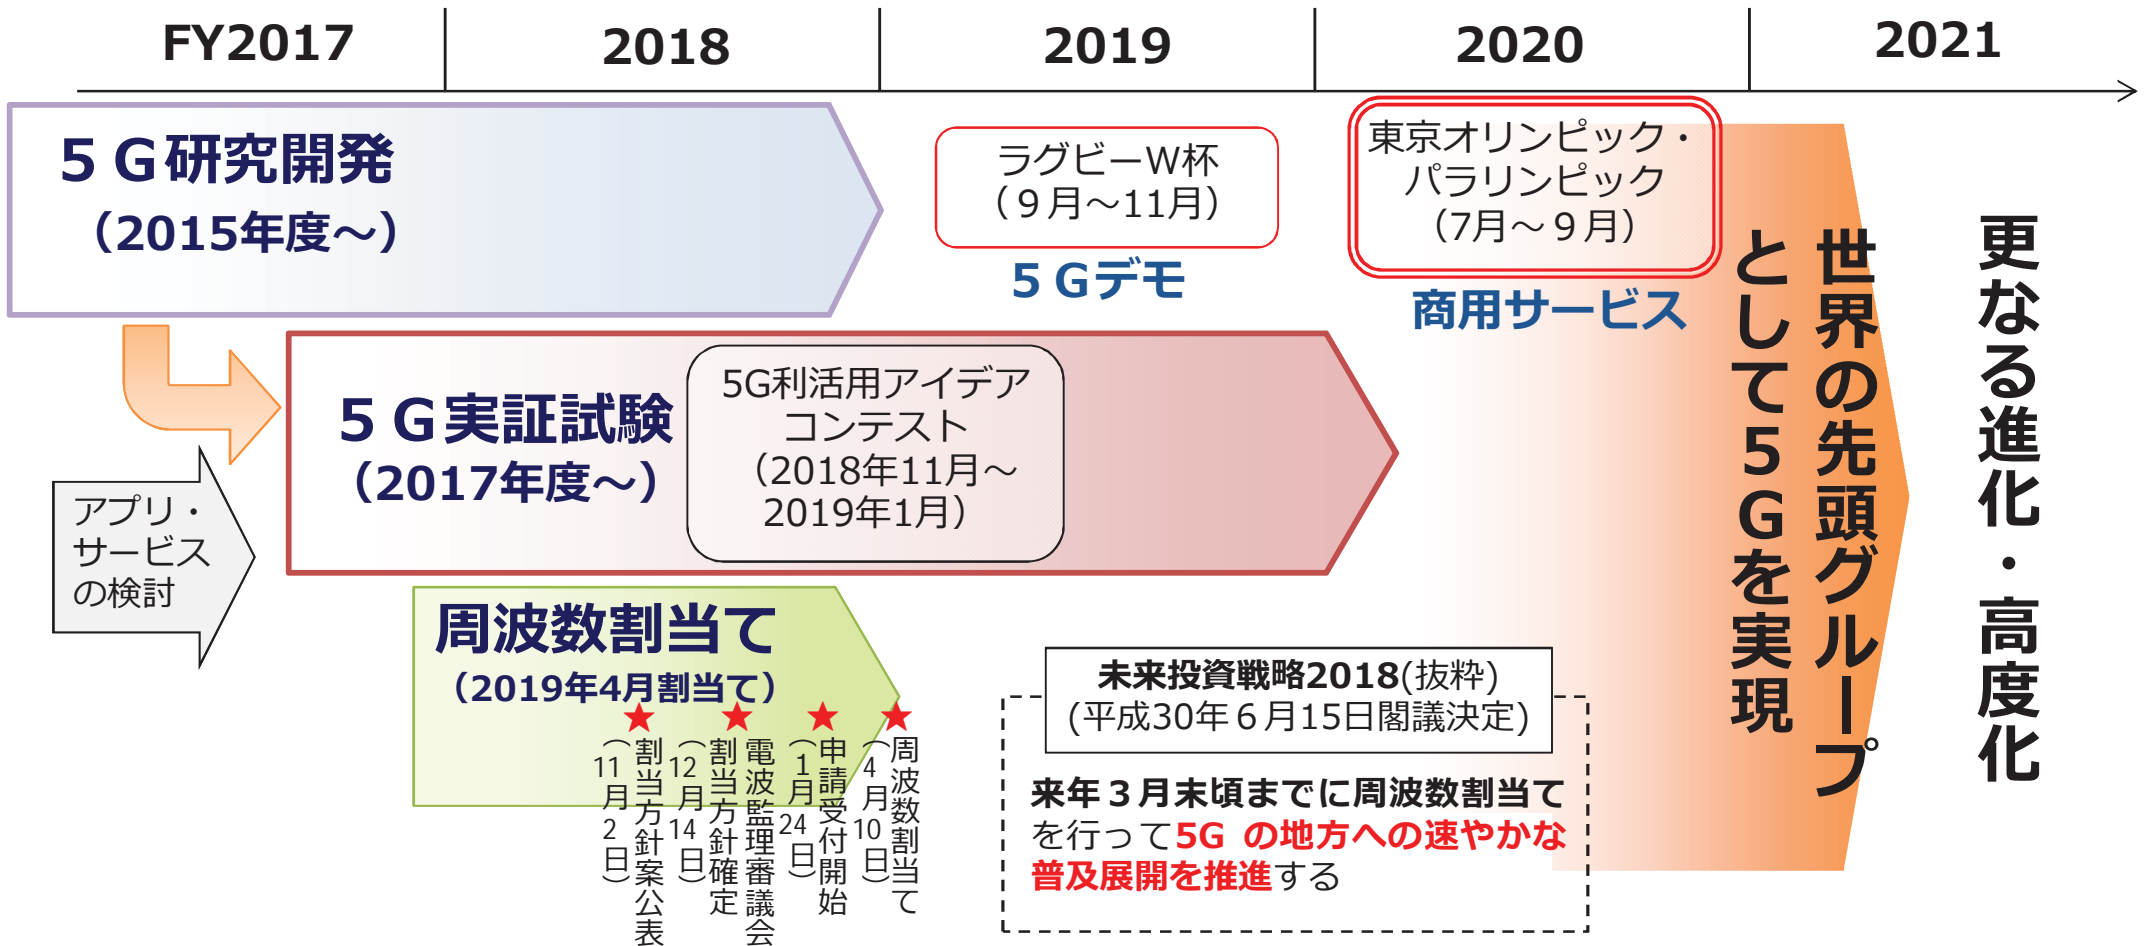 FY2017
2018
2019
2020
2021
５Ｇ研究開発
（2015年度～）
ラグビーW杯
（９月～11月）
５Ｇデモ
東京オリンピック・
パラリンピック
（7月～９月）
商用サービス
５Ｇ実証試験
（2017年度～）
5G利活用アイデア
コンテスト
（2018年11月～
2019年1月）
アプリ・
サービス
の検討
周波数割当て
（2019年4月割当て）
割当方針案公表
（11月2日）
電波監理審議会
割当方針確定
（12月14日）
申請受付開始
（1月24日）
周波数割当て
（4月10日）
未来投資戦略2018(抜粋)
(平成30年６月15日閣議決定)
来年３月末頃までに周波数割当て
を行って5G の地方への速やかな
普及展開を推進する
世界の先頭グループ
として５Ｇを実現
更なる進化・高度化